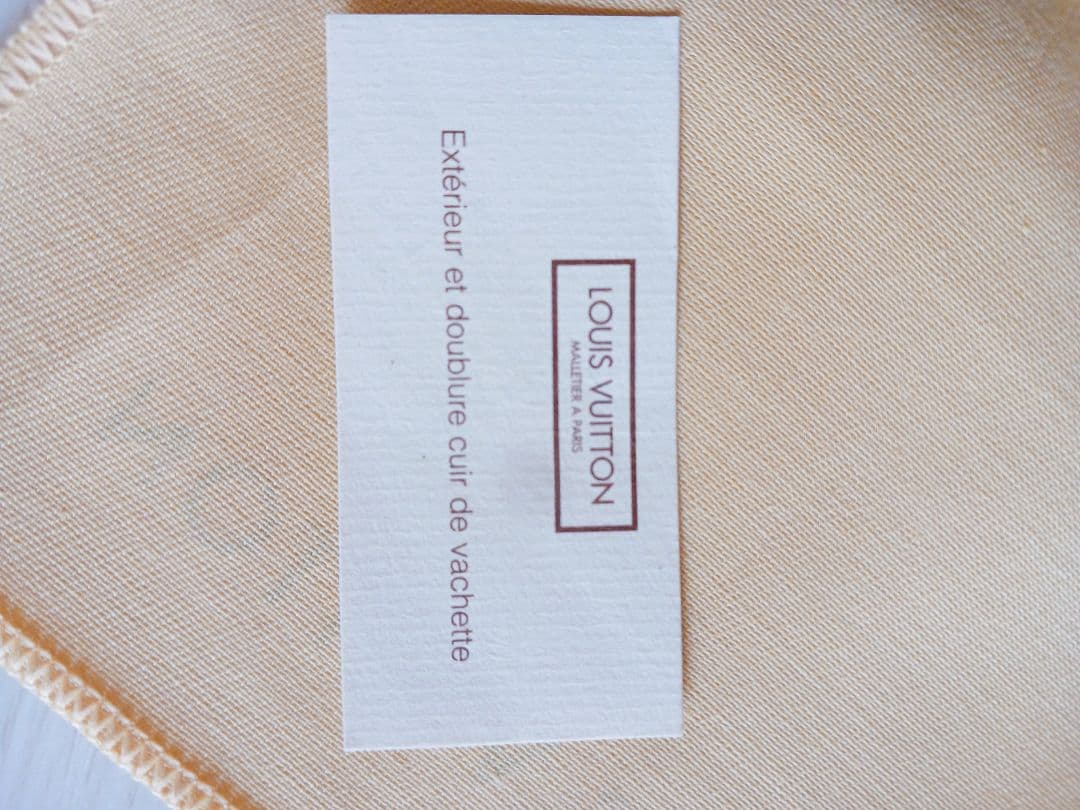 LOUIS VUITTON
MALLETIER A PARIS
Extérieur et doublure cuir de vachette